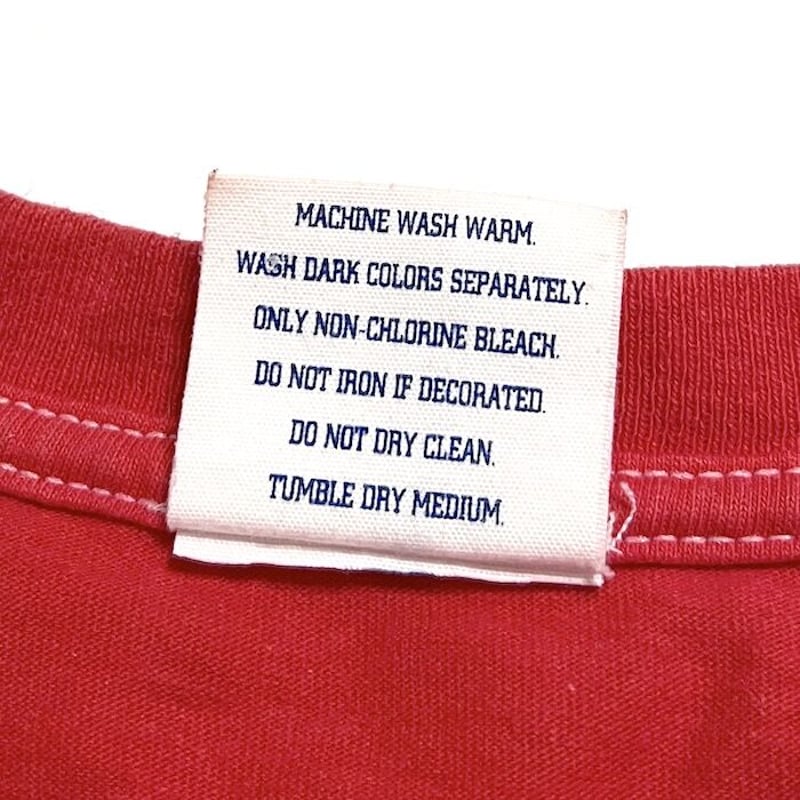 MACHINE WASH WARM.
WASH DARK COLORS SEPARATELY.
ONLY NON-CHLORINE BLEACH.
DO NOT IRON IF DECORATED.
DO NOT DRY CLEAN.
TUMBLE DRY MEDIUM.